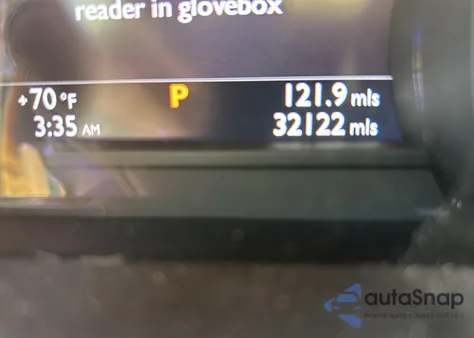 reader in glovebox
+70°F P 121.9 mls
3:35 AM 32122 mls
autaSnap